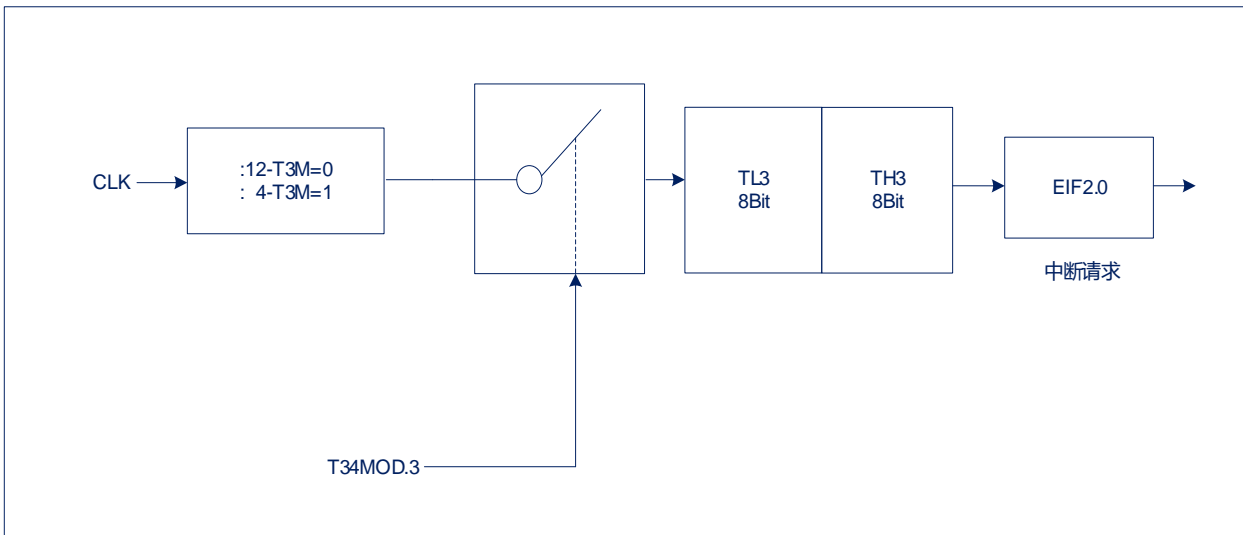 CLK
:12-T3M=0
: 4-T3M=1
TL3
8Bit
TH3
8Bit
EIF2.0
中断请求
T34MOD.3